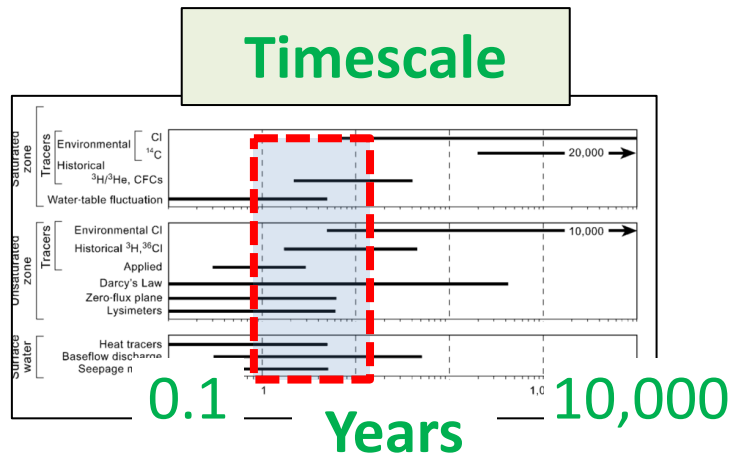 Timescale
Saturated zone
Tracers
Environmental
Cl
14C
20,000
Historical
3H/3He, CFCs
Water-table fluctuation
Unsaturated zone
Tracers
Environmental Cl
10,000
Historical 3H,36Cl
Applied
Darcy's Law
Zero-flux plane
Lysimeters
Surface water
Heat tracers
Baseflow discharge
Seepage
0.1
1
10,000
Years